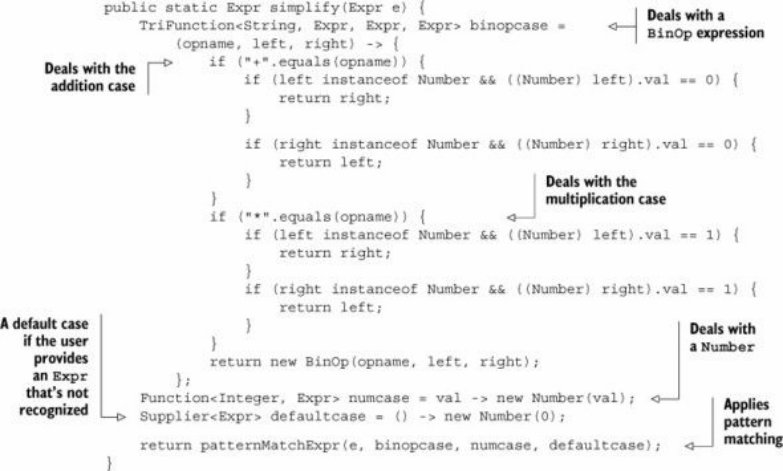 public static Expr simplify(Expr e) {
TriFunction<String, Expr, Expr, Expr> binopcase =
Deals with a
BinOp expression
(opname, left, right) -> {
Deals with the
addition case
if ("+".equals(opname)) {
if (left instanceof Number && ((Number) left).val == 0) {
return right;
}
if (right instanceof Number && ((Number) right).val == 0) {
return left;
}
}
Deals with the
multiplication case
if ("*".equals(opname)) {
if (left instanceof Number && ((Number) left).val == 1) {
return right;
}
if (right instanceof Number && ((Number) right).val == 1) {
return left;
}
}
return new BinOp(opname, left, right);
};
A default case
if the user
provides
an Expr
that's not
recognized
Deals with
a Number
Function<Integer, Expr> numcase = val -> new Number(val);
Supplier<Expr> defaultcase = () -> new Number(0);
Applies
pattern
matching
return patternMatchExpr(e, binopcase, numcase, defaultcase);
}